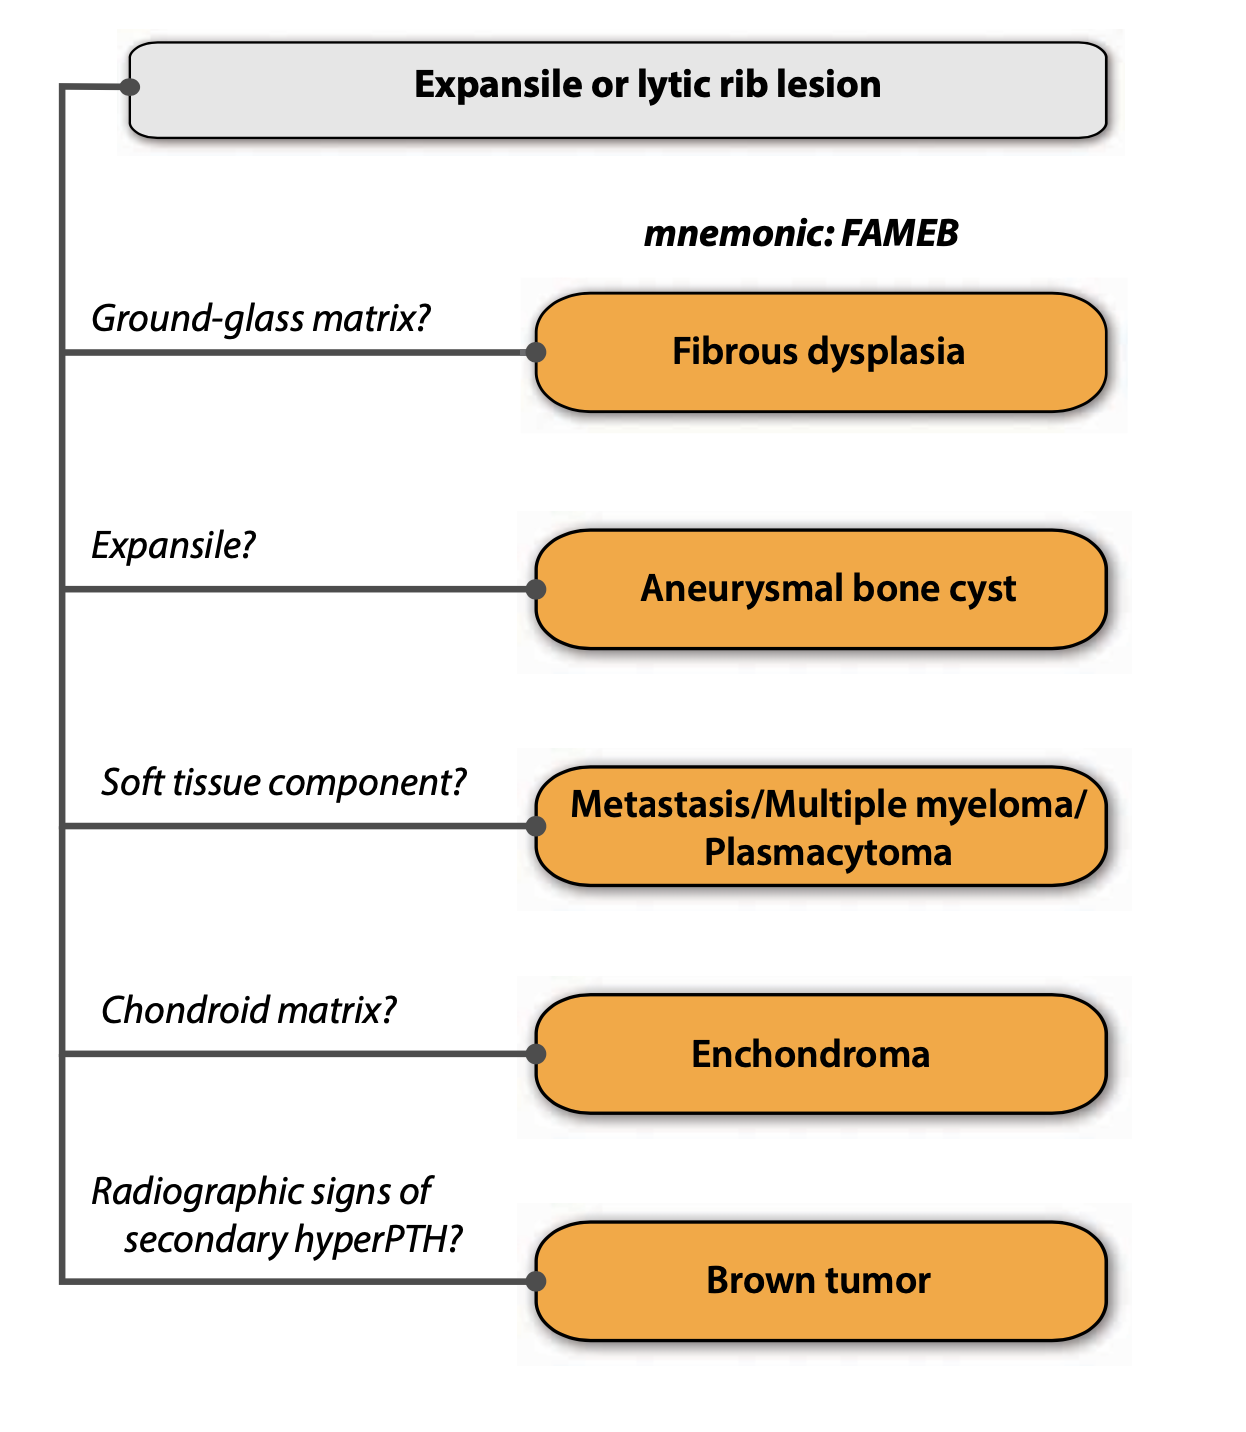 Expansile or lytic rib lesion
mnemonic: FAMEB
Ground-glass matrix?
Fibrous dysplasia
Expansile?
Aneurysmal bone cyst
Soft tissue component?
Metastasis/Multiple myeloma/
Plasmacytoma
Chondroid matrix?
Enchondroma
Radiographic signs of
secondary hyperPTH?
Brown tumor